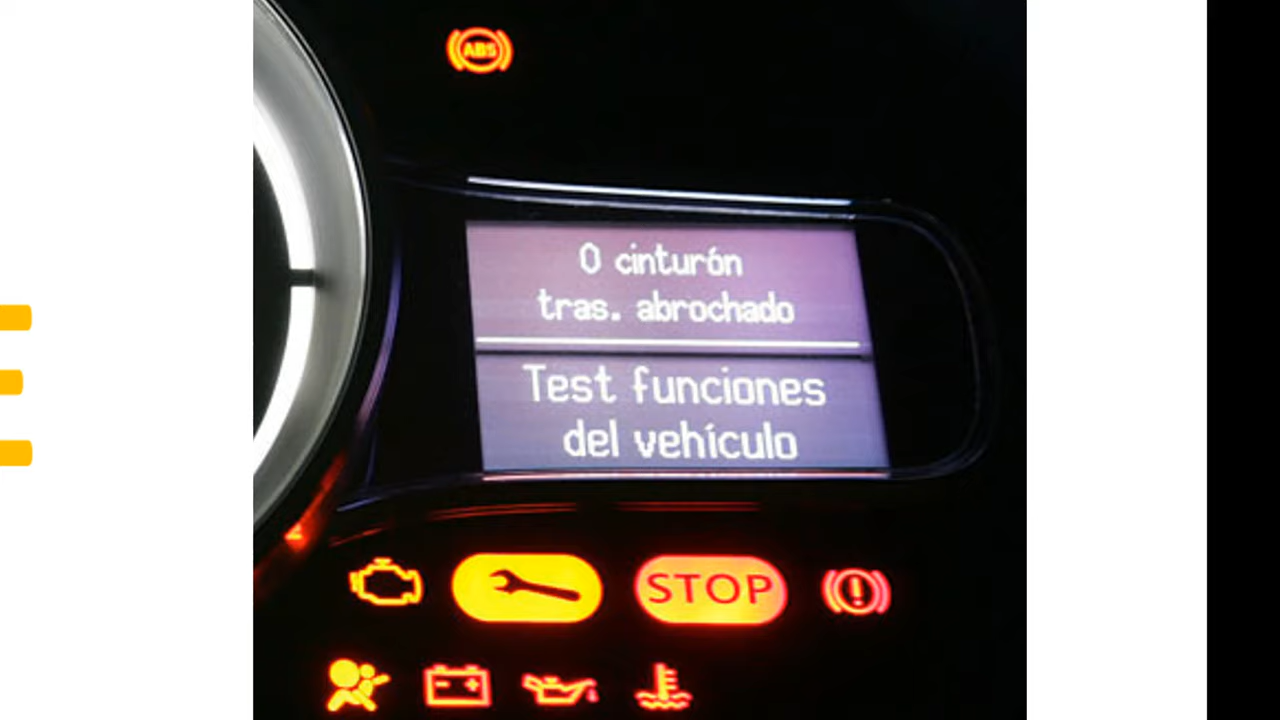 ABS
0 cinturón
tras. abrochado
Test funciones
del vehículo
STOP